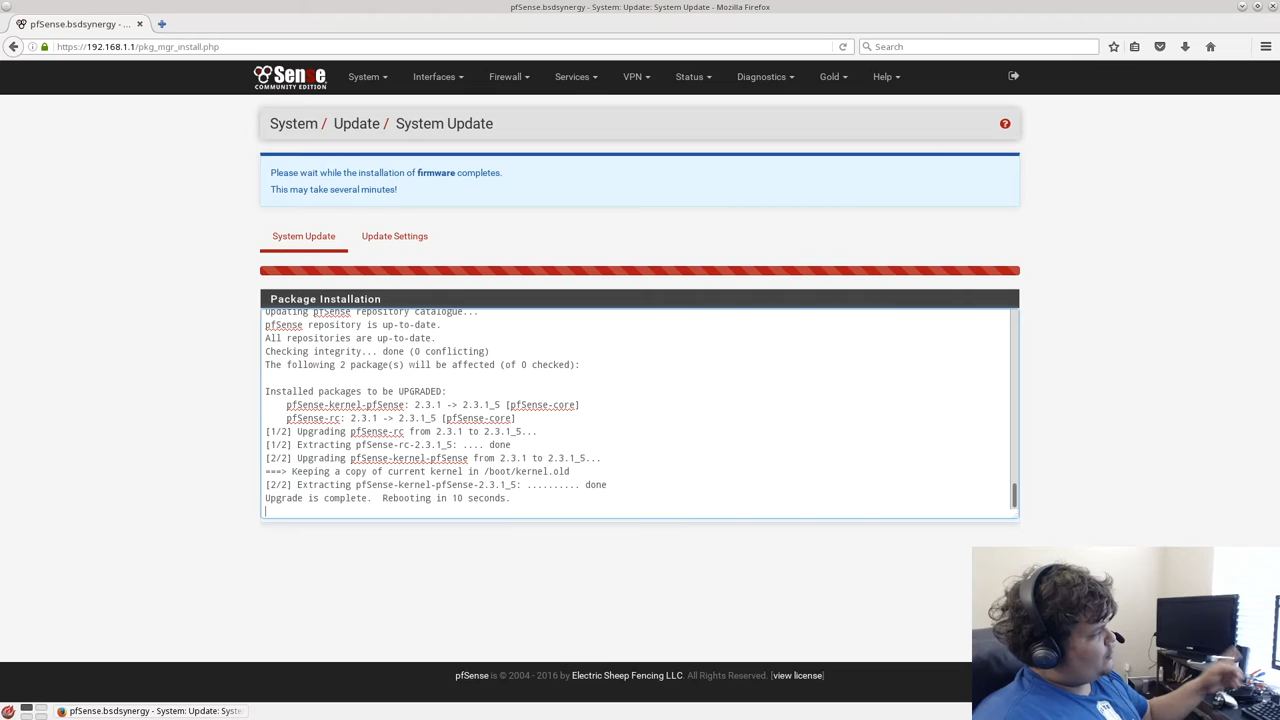 pfSense.bsdsynergy - System: Update: System Update - Mozilla Firefox
pfSense.bsdsynergy - ...
https://192.168.1.1/pkg_mgr_install.php
Search
Sense
COMMUNITY EDITION
System
Interfaces
Firewall
Services
VPN
Status
Diagnostics
Gold
Help
System / Update / System Update
Please wait while the installation of firmware completes.
This may take several minutes!
System Update
Update Settings
Package Installation
Updating pfSense repository catalogue...
pfSense repository is up-to-date.
All repositories are up-to-date.
Checking integrity... done (0 conflicting)
The following 2 package(s) will be affected (of 0 checked):
Installed packages to be UPGRADED:
pfSense-kernel-pfSense: 2.3.1 -> 2.3.1_5 [pfSense-core]
pfSense-rc: 2.3.1 -> 2.3.1_5 [pfSense-core]
[1/2] Upgrading pfSense-rc from 2.3.1 to 2.3.1_5...
[1/2] Extracting pfSense-rc-2.3.1_5: .... done
[2/2] Upgrading pfSense-kernel-pfSense from 2.3.1 to 2.3.1_5...
===> Keeping a copy of current kernel in /boot/kernel.old
[2/2] Extracting pfSense-kernel-pfSense-2.3.1_5: .......... done
Upgrade is complete.  Rebooting in 10 seconds.
pfSense is © 2004 - 2016 by Electric Sheep Fencing LLC. All Rights Reserved. [view license]
pfSense.bsdsynergy - System: Update: Syste